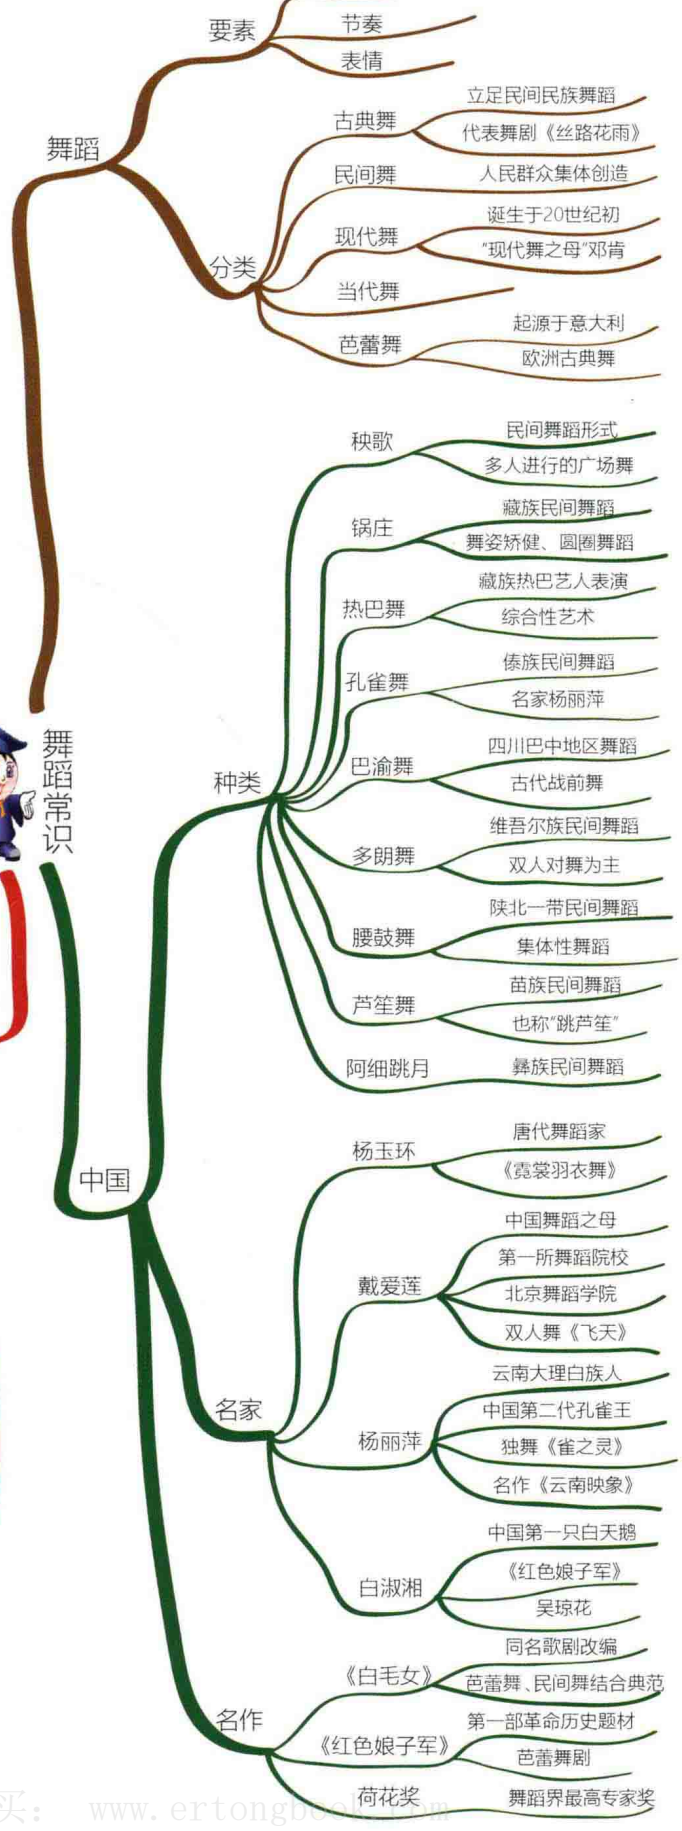 要素
节奏
表情
舞蹈
古典舞
立足民间民族舞蹈
代表舞剧《丝路花雨》
民间舞
人民群众集体创造
分类
现代舞
诞生于20世纪初
"现代舞之母"邓肯
当代舞
芭蕾舞
起源于意大利
欧洲古典舞
舞蹈常识
秧歌
民间舞蹈形式
多人进行的广场舞
锅庄
藏族民间舞蹈
舞姿矫健、圆圈舞蹈
热巴舞
藏族热巴艺人表演
综合性艺术
孔雀舞
傣族民间舞蹈
名家杨丽萍
种类
巴渝舞
四川巴中地区舞蹈
古代战前舞
多朗舞
维吾尔族民间舞蹈
双人对舞为主
腰鼓舞
陕北一带民间舞蹈
集体性舞蹈
芦笙舞
苗族民间舞蹈
也称"跳芦笙"
阿细跳月
彝族民间舞蹈
中国
杨玉环
唐代舞蹈家
《霓裳羽衣舞》
戴爱莲
中国舞蹈之母
第一所舞蹈院校
北京舞蹈学院
双人舞《飞天》
名家
杨丽萍
云南大理白族人
中国第二代孔雀王
独舞《雀之灵》
名作《云南映象》
白淑湘
中国第一只白天鹅
《红色娘子军》
吴琼花
名作
《白毛女》
同名歌剧改编
芭蕾舞、民间舞结合典范
《红色娘子军》
第一部革命历史题材
芭蕾舞剧
荷花奖
舞蹈界最高专家奖
买： www.ertongbook.com